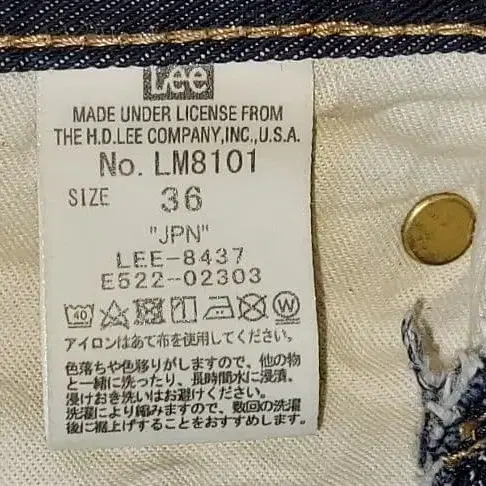 Lee
MADE UNDER LICENSE FROM
THE H.D.LEE COMPANY,INC.,U.S.A.
No. LM8101
SIZE 36
"JPN"
LEE-8437
E522-02303
40 W
アイロンはあて布を使用してください。
色落ちや色移りがしますので、他の物
と一緒に洗ったり、長時間水に浸漬、
浸けおき洗いはお避けください。
洗濯により縮みますので、数回の洗濯
後に裾上げすることをおすすめします。